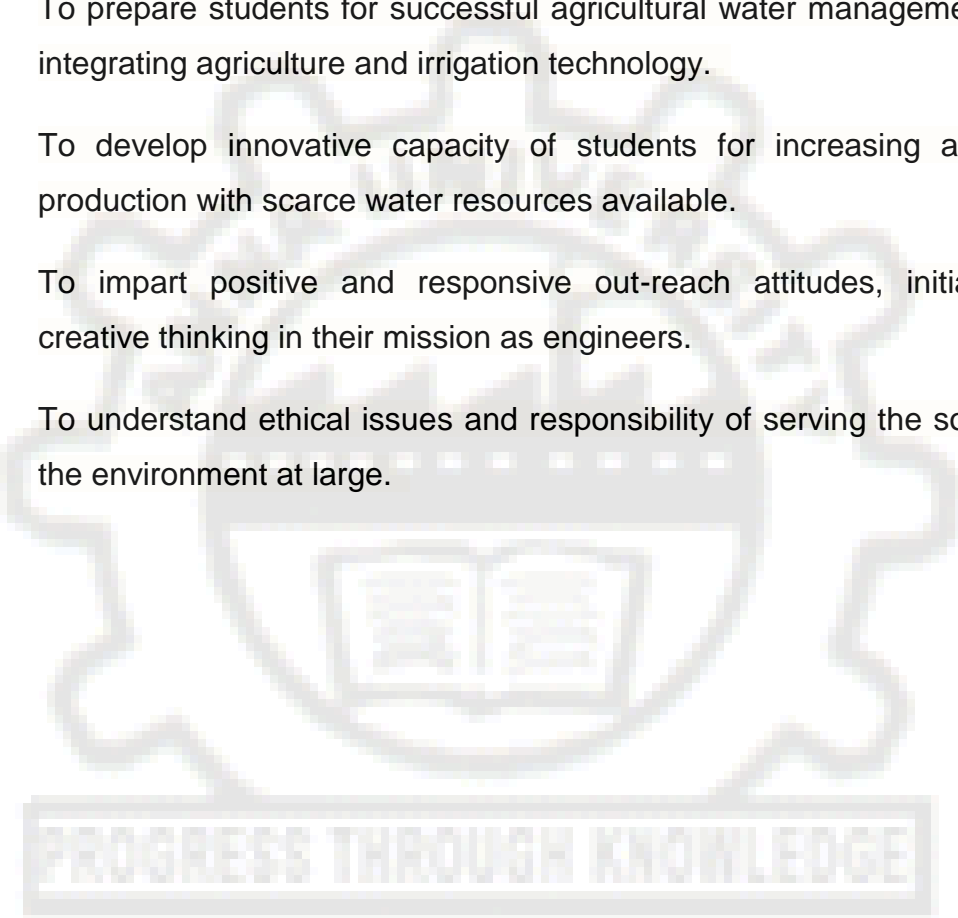 To prepare students for successful agricultural water manageme
integrating agriculture and irrigation technology.
To develop innovative capacity of students for increasing a
production with scarce water resources available.
To impart positive and responsive out-reach attitudes, initia
creative thinking in their mission as engineers.
To understand ethical issues and responsibility of serving the so
the environment at large.
PROGRESS THROUGH KNOWLEDGE